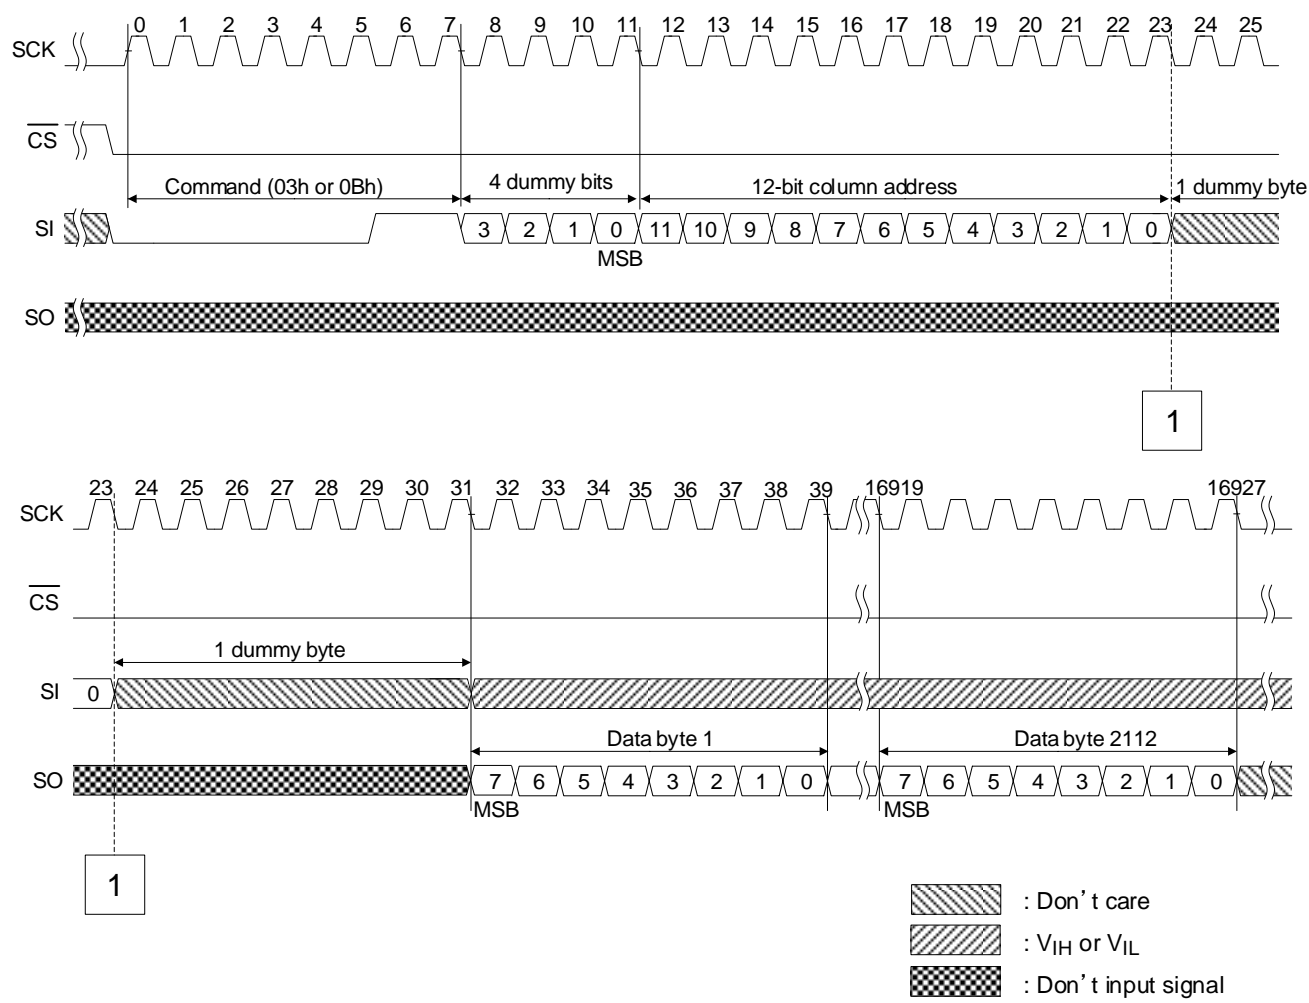 0 1 2 3 4 5 6 7 8 9 10 11 12 13 14 15 16 17 18 19 20 21 22 23 24 25
SCK
CS
Command (03h or 0Bh) 4 dummy bits 12-bit column address 1 dummy byte
SI 3 2 1 0 11 10 9 8 7 6 5 4 3 2 1 0
MSB
SO
1
23 24 25 26 27 28 29 30 31 32 33 34 35 36 37 38 39 16919 16927
SCK
CS
1 dummy byte
SI 0
Data byte 1 Data byte 2112
SO 7 6 5 4 3 2 1 0 7 6 5 4 3 2 1 0
MSB MSB
1
: Don't care
: VIH or VIL
: Don't input signal